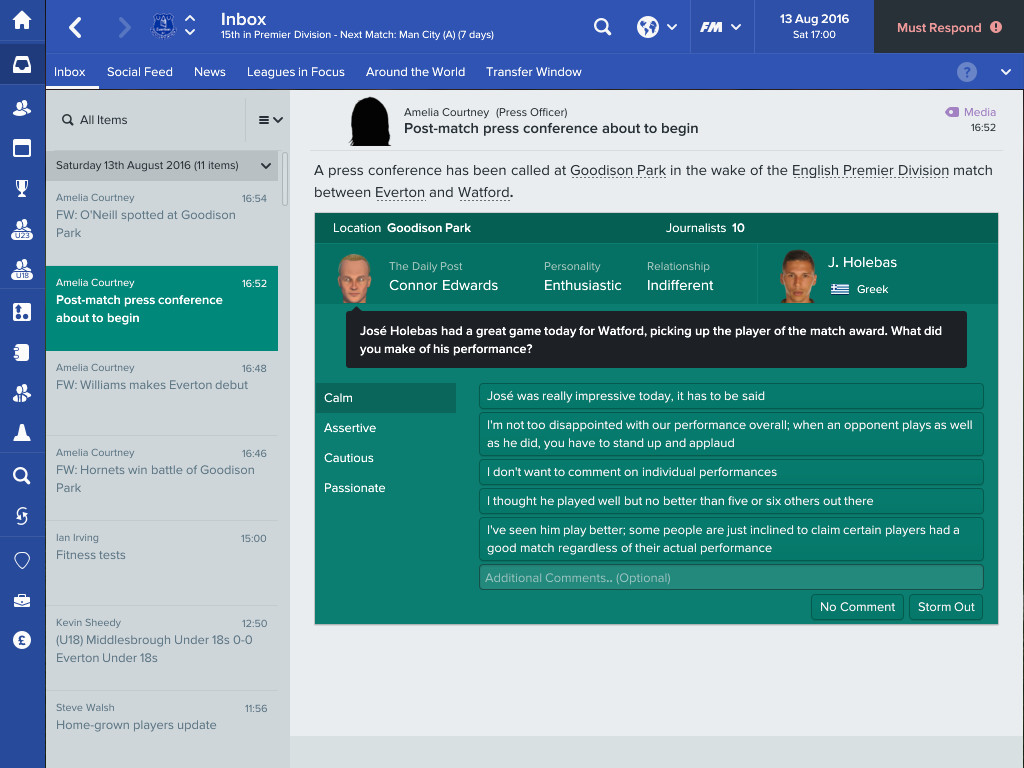 Inbox
15th in Premier Division - Next Match: Man City (A) (7 days)
FM
13 Aug 2016
Sat 17:00
Must Respond
Inbox
Social Feed
News
Leagues in Focus
Around the World
Transfer Window
?
U23
U18
£
All Items
Saturday 13th August 2016 (11 items)
Amelia Courtney
16:54
FW: O'Neill spotted at Goodison
Park
Amelia Courtney
16:52
Post-match press conference
about to begin
Amelia Courtney
16:48
FW: Williams makes Everton debut
Amelia Courtney
16:46
FW: Hornets win battle of Goodison
Park
Ian Irving
15:00
Fitness tests
Kevin Sheedy
12:50
(U18) Middlesbrough Under 18s 0-0
Everton Under 18s
Steve Walsh
11:56
Home-grown players update
Amelia Courtney (Press Officer)
Post-match press conference about to begin
Media
16:52
A press conference has been called at Goodison Park in the wake of the English Premier Division match
between Everton and Watford.
Location Goodison Park
Journalists 10
The Daily Post
Connor Edwards
Personality
Enthusiastic
Relationship
Indifferent
J. Holebas
Greek
José Holebas had a great game today for Watford, picking up the player of the match award. What did
you make of his performance?
Calm
Assertive
Cautious
Passionate
José was really impressive today, it has to be said
I'm not too disappointed with our performance overall; when an opponent plays as well
as he did, you have to stand up and applaud
I don't want to comment on individual performances
I thought he played well but no better than five or six others out there
I've seen him play better; some people are just inclined to claim certain players had a
good match regardless of their actual performance
Additional Comments.. (Optional)
No Comment
Storm Out